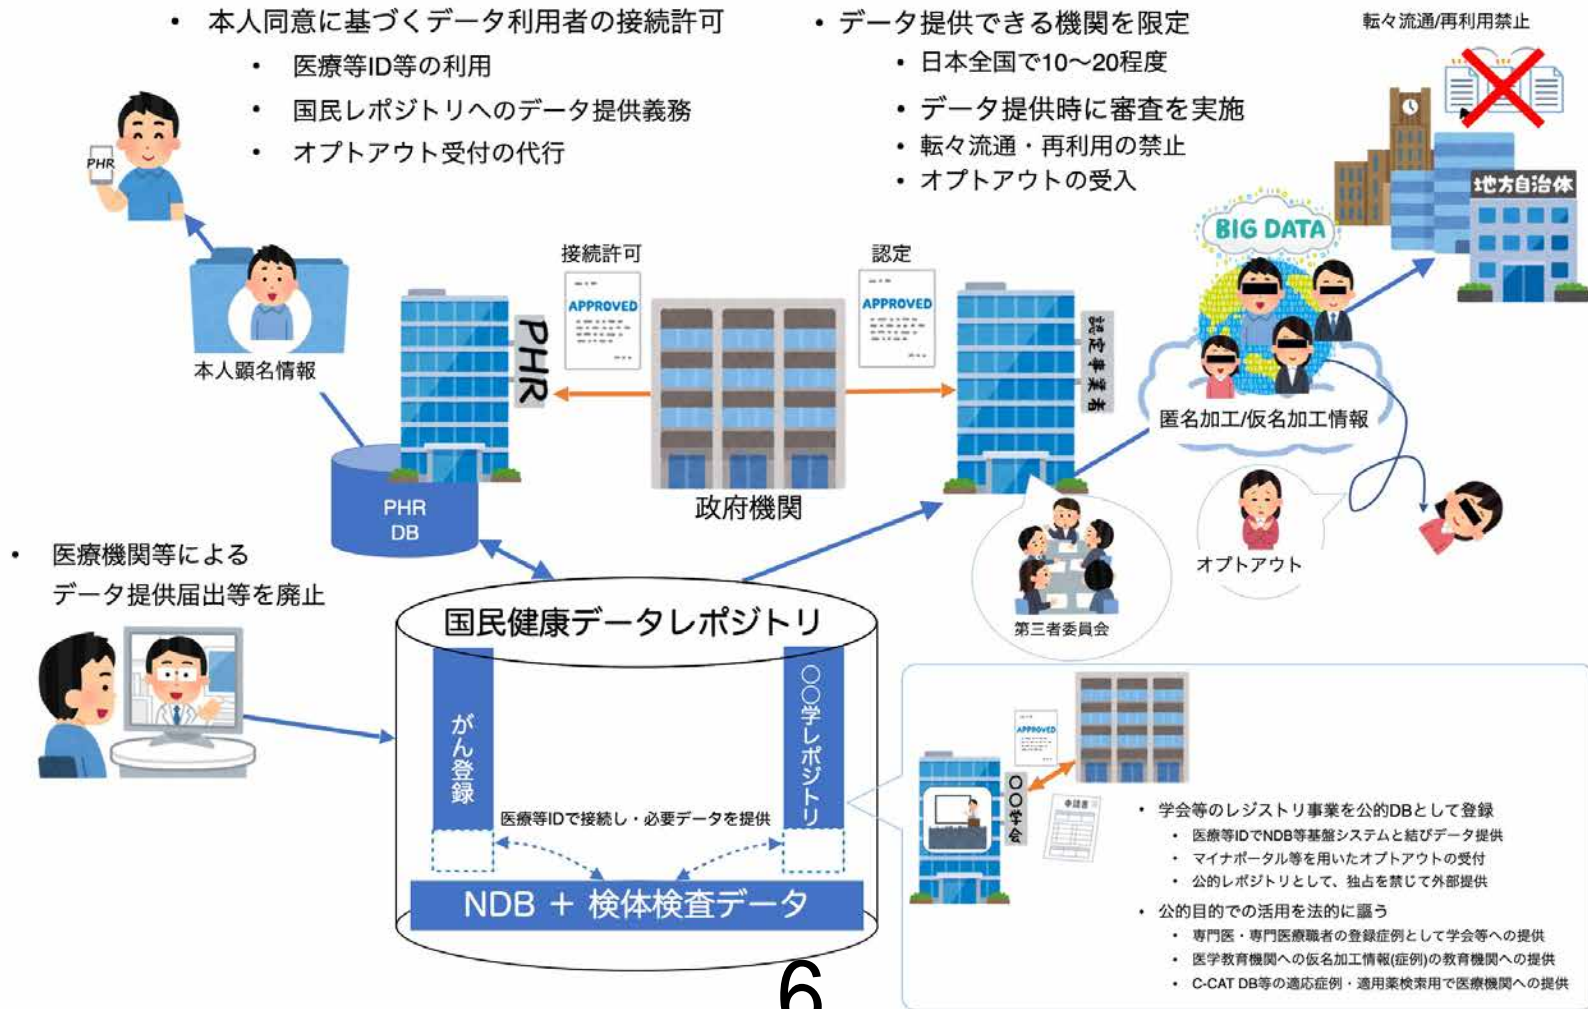 • 本人同意に基づくデータ利用者の接続許可
• 医療等ID等の利用
• 国民レポジトリへのデータ提供義務
• オプトアウト受付の代行
• データ提供できる機関を限定
• 日本全国で10〜20程度
• データ提供時に審査を実施
• 転々流通・再利用の禁止
• オプトアウトの受入
転々流通/再利用禁止
地方自治体
PHR
本人顕名情報
接続許可
APPROVED
PHR
認定
APPROVED
認定事業者
政府機関
BIG DATA
匿名加工/仮名加工情報
オプトアウト
第三者委員会
PHR
DB
• 医療機関等による
データ提供届出等を廃止
国民健康データレポジトリ
がん登録
〇〇学レポジトリ
医療等IDで接続し・必要データを提供
NDB + 検体検査データ
APPROVED
〇〇学会
申請書
• 学会等のレジストリ事業を公的DBとして登録
• 医療等IDでNDB等基盤システムと結びデータ提供
• マイナポータル等を用いたオプトアウトの受付
• 公的レポジトリとして、独占を禁じて外部提供
• 公的目的での活用を法的に謳う
• 専門医・専門医療職者の登録症例として学会等への提供
• 医学教育機関への仮名加工情報(症例)の教育機関への提供
• C-CAT DB等の適応症例・適用薬検索用で医療機関への提供
6